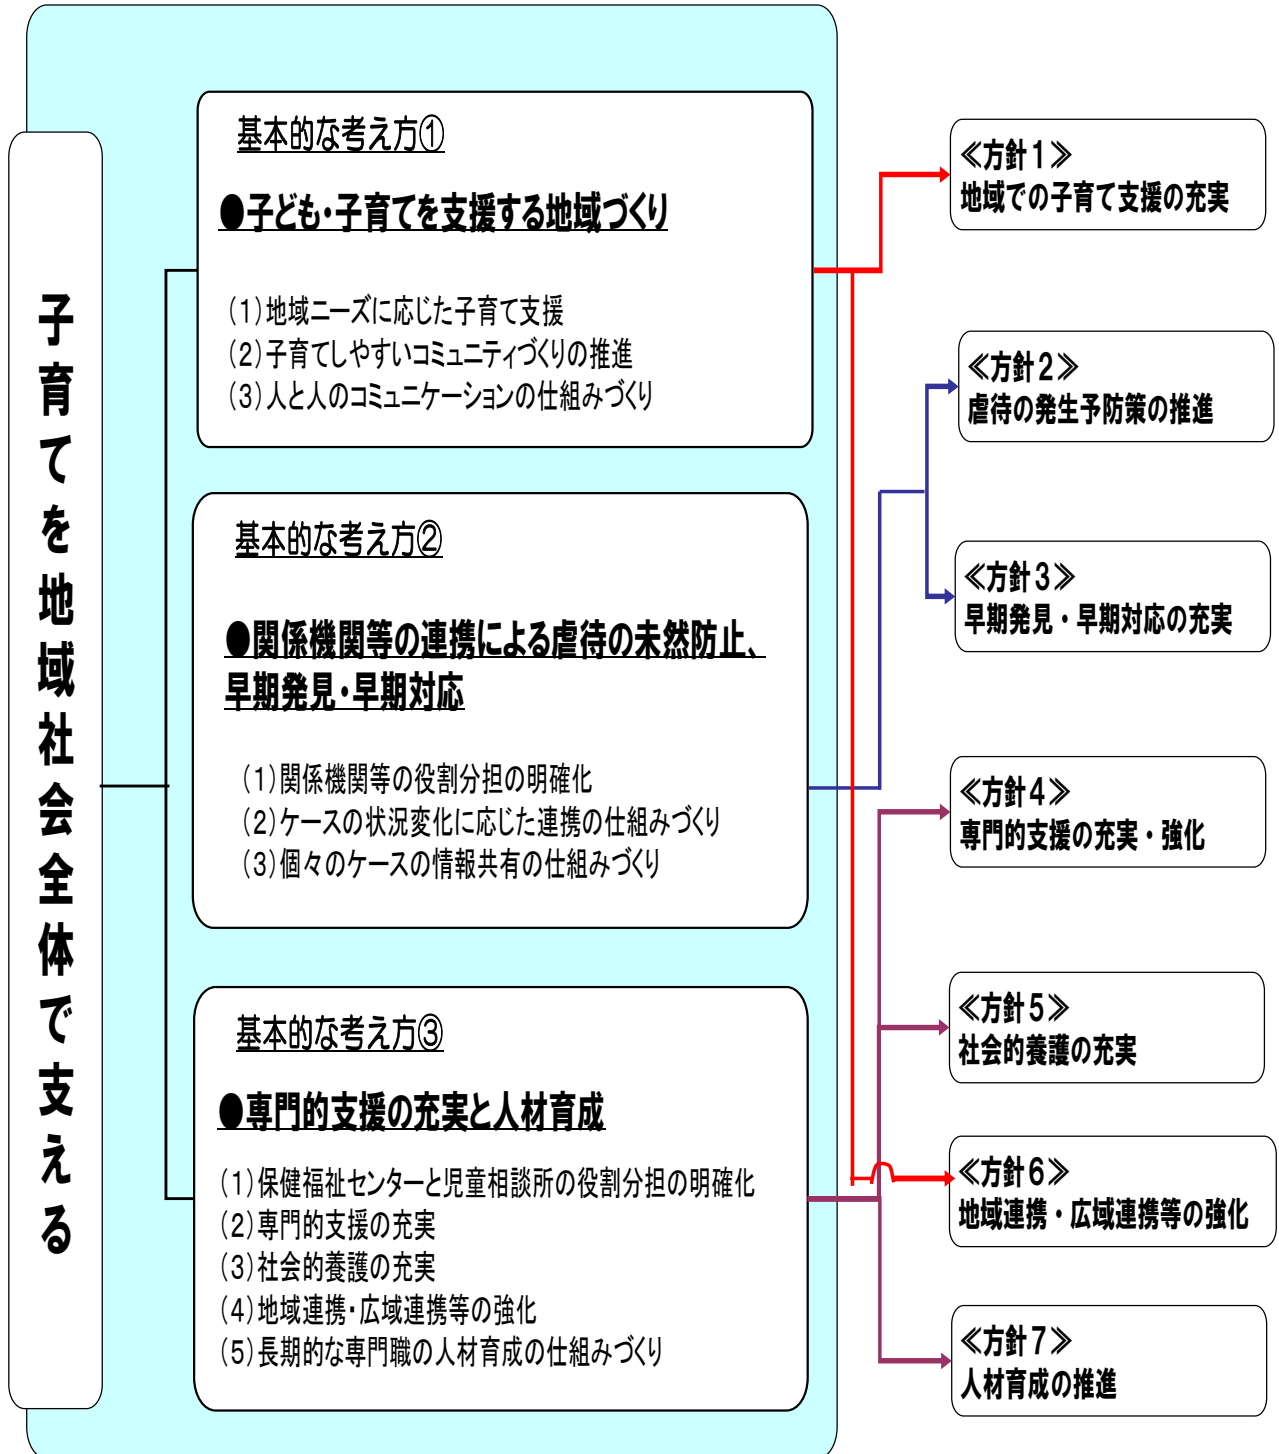 子育てを地域社会全体で支える
基本的な考え方①
●子ども・子育てを支援する地域づくり
(1)地域ニーズに応じた子育て支援
(2)子育てしやすいコミュニティづくりの推進
(3)人と人のコミュニケーションの仕組みづくり
基本的な考え方②
●関係機関等の連携による虐待の未然防止、
早期発見・早期対応
(1)関係機関等の役割分担の明確化
(2)ケースの状況変化に応じた連携の仕組みづくり
(3)個々のケースの情報共有の仕組みづくり
基本的な考え方③
●専門的支援の充実と人材育成
(1)保健福祉センターと児童相談所の役割分担の明確化
(2)専門的支援の充実
(3)社会的養護の充実
(4)地域連携・広域連携等の強化
(5)長期的な専門職の人材育成の仕組みづくり
≪方針1≫
地域での子育て支援の充実
≪方針2≫
虐待の発生予防策の推進
≪方針3≫
早期発見・早期対応の充実
≪方針4≫
専門的支援の充実・強化
≪方針5≫
社会的養護の充実
≪方針6≫
地域連携・広域連携等の強化
≪方針7≫
人材育成の推進